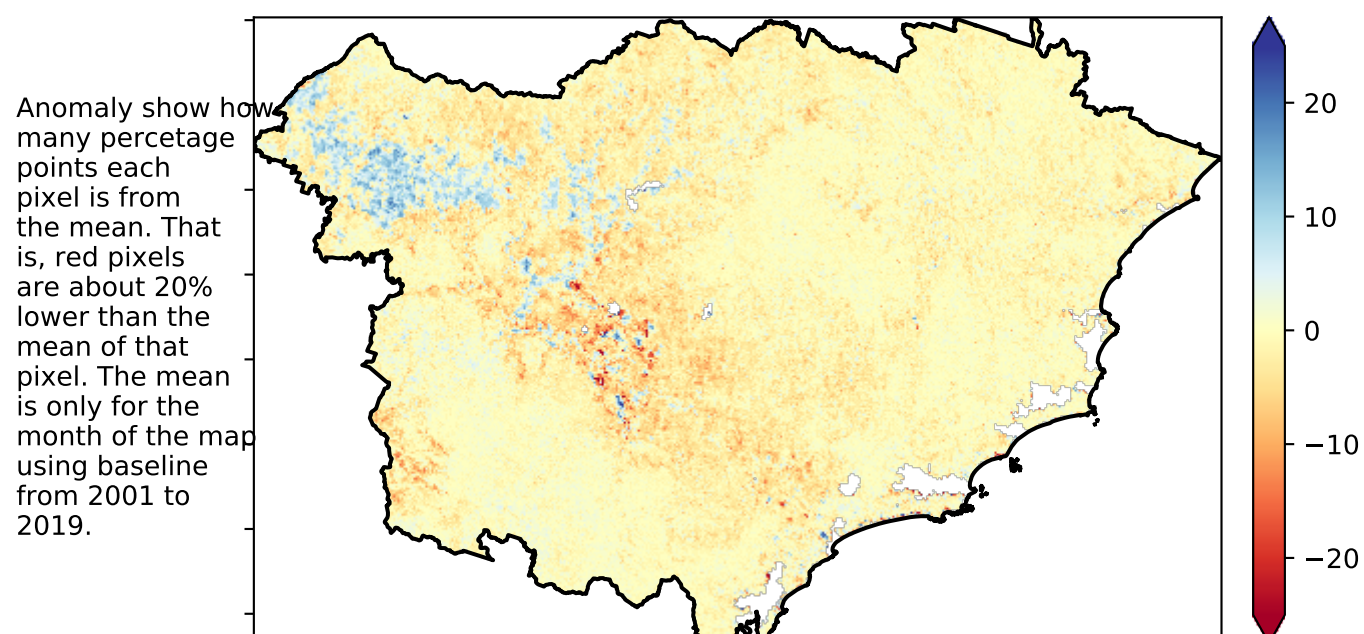 Anomaly show how
many percetage
points each
pixel is from
the mean. That
is, red pixels
are about 20%
lower than the
mean of that
pixel. The mean
is only for the
month of the map
using baseline
from 2001 to
2019.
20
10
0
−10
−20